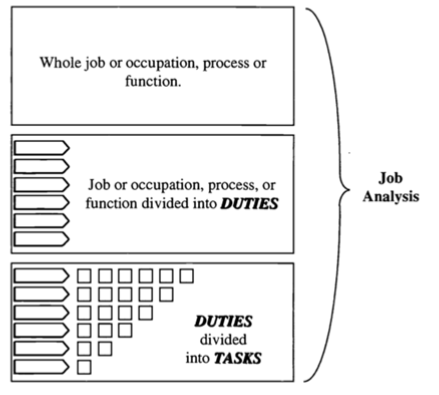 Whole job or occupation, process or
function.
Job or occupation, process, or
function divided into DUTIES
Job
Analysis
DUTIES
divided
into TASKS